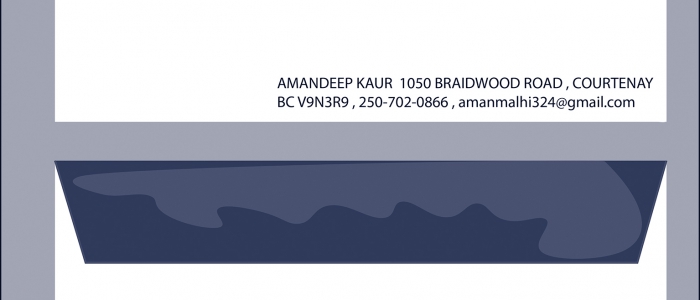 AMANDEEP KAUR  1050 BRAIDWOOD ROAD , COURTENAY
BC V9N3R9 , 250-702-0866 , amanmalhi324@gmail.com